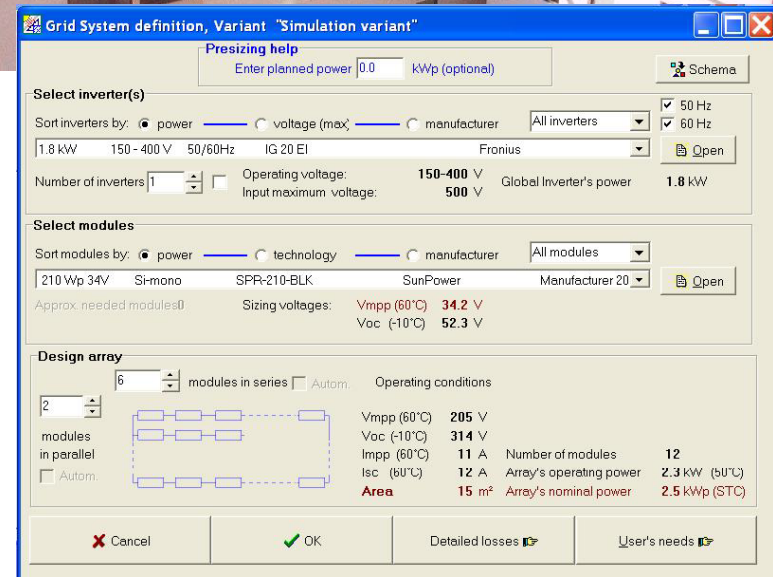 Grid System definition, Variant "Simulation variant"
Presizing help
Enter planned power 0.0 kWp (optional)
Schema
Select inverter(s)
Sort inverters by: power voltage (max) manufacturer All inverters 50 Hz
60 Hz
1.8 kW 150 - 400 V 50/60Hz IG 20 EI Fronius Open
Number of inverters 1 Operating voltage: 150-400 V Global Inverter's power 1.8 kW
Input maximum voltage: 500 V
Select modules
Sort modules by: power technology manufacturer All modules
210 Wp 34V Si-mono SPR-210-BLK SunPower Manufacturer 20 Open
Approx. needed modules 0 Sizing voltages: Vmpp (60°C) 34.2 V
Voc (-10°C) 52.3 V
Design array
6 modules in series Autom. Operating conditions
2 modules in parallel Autom.
Vmpp (60°C) 205 V
Voc (-10°C) 314 V
Impp (60°C) 11 A Number of modules 12
Isc (60°C) 12 A Array's operating power 2.3 kW (50°C)
Area 15 m² Array's nominal power 2.5 kWp (STC)
Cancel OK Detailed losses User's needs